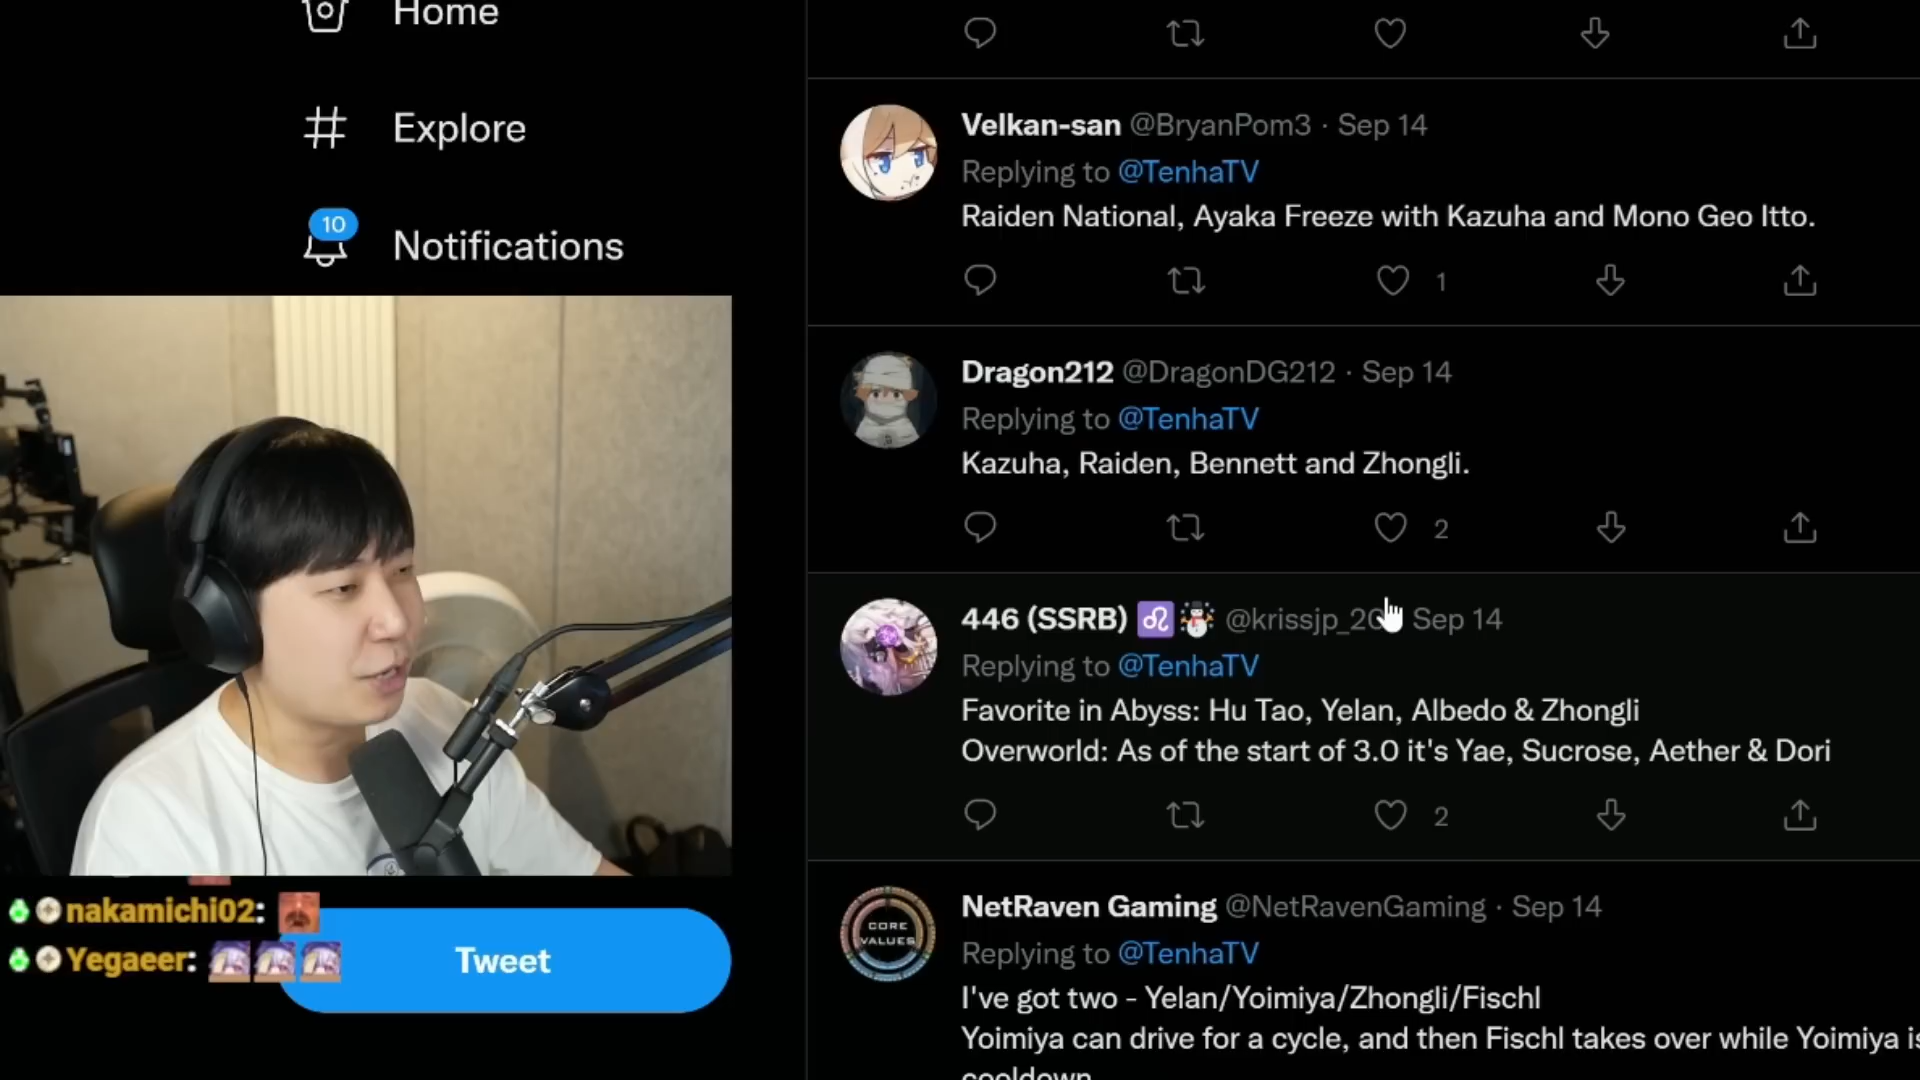 Home
Explore
10
Notifications
Velkan-san @BryanPom3 · Sep 14
Replying to @TenhaTV
Raiden National, Ayaka Freeze with Kazuha and Mono Geo Itto.
1
Dragon212 @DragonDG212 · Sep 14
Replying to @TenhaTV
Kazuha, Raiden, Bennett and Zhongli.
2
446 (SSRB) ♌☃️ Sep 14
Replying to @TenhaTV
Favorite in Abyss: Hu Tao, Yelan, Albedo & Zhongli
Overworld: As of the start of 3.0 it's Yae, Sucrose, Aether & Dori
2
CORE
VALUES
NetRaven Gaming @NetRavenGaming · Sep 14
Replying to @TenhaTV
I've got two - Yelan/Yoimiya/Zhongli/Fischl
Yoimiya can drive for a cycle, and then Fischl takes over while Yoimiya is
cooldown
nakamichi02:
Yegaeer:
Tweet